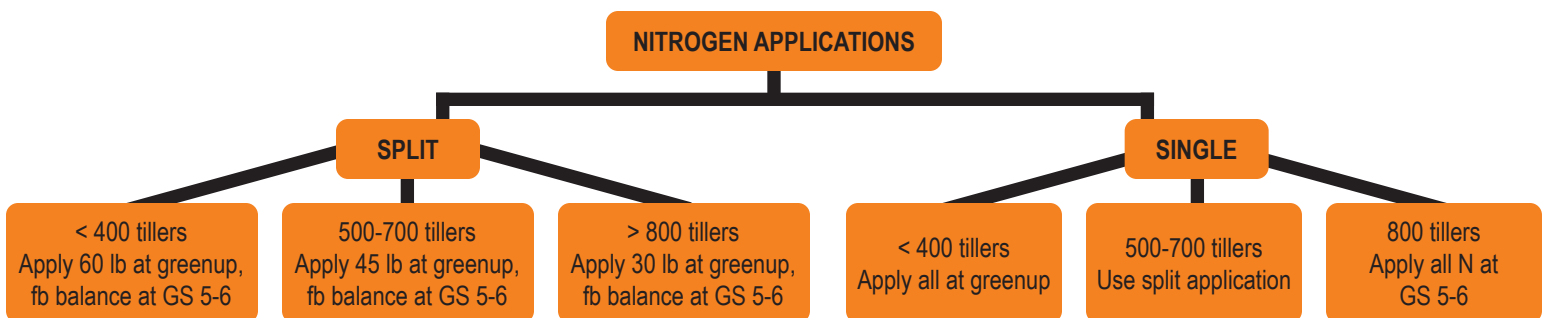 NITROGEN APPLICATIONS
SPLIT
SINGLE
< 400 tillers
Apply 60 lb at greenup,
fb balance at GS 5-6
500-700 tillers
Apply 45 lb at greenup,
fb balance at GS 5-6
> 800 tillers
Apply 30 lb at greenup,
fb balance at GS 5-6
< 400 tillers
Apply all at greenup
500-700 tillers
Use split application
800 tillers
Apply all N at
GS 5-6